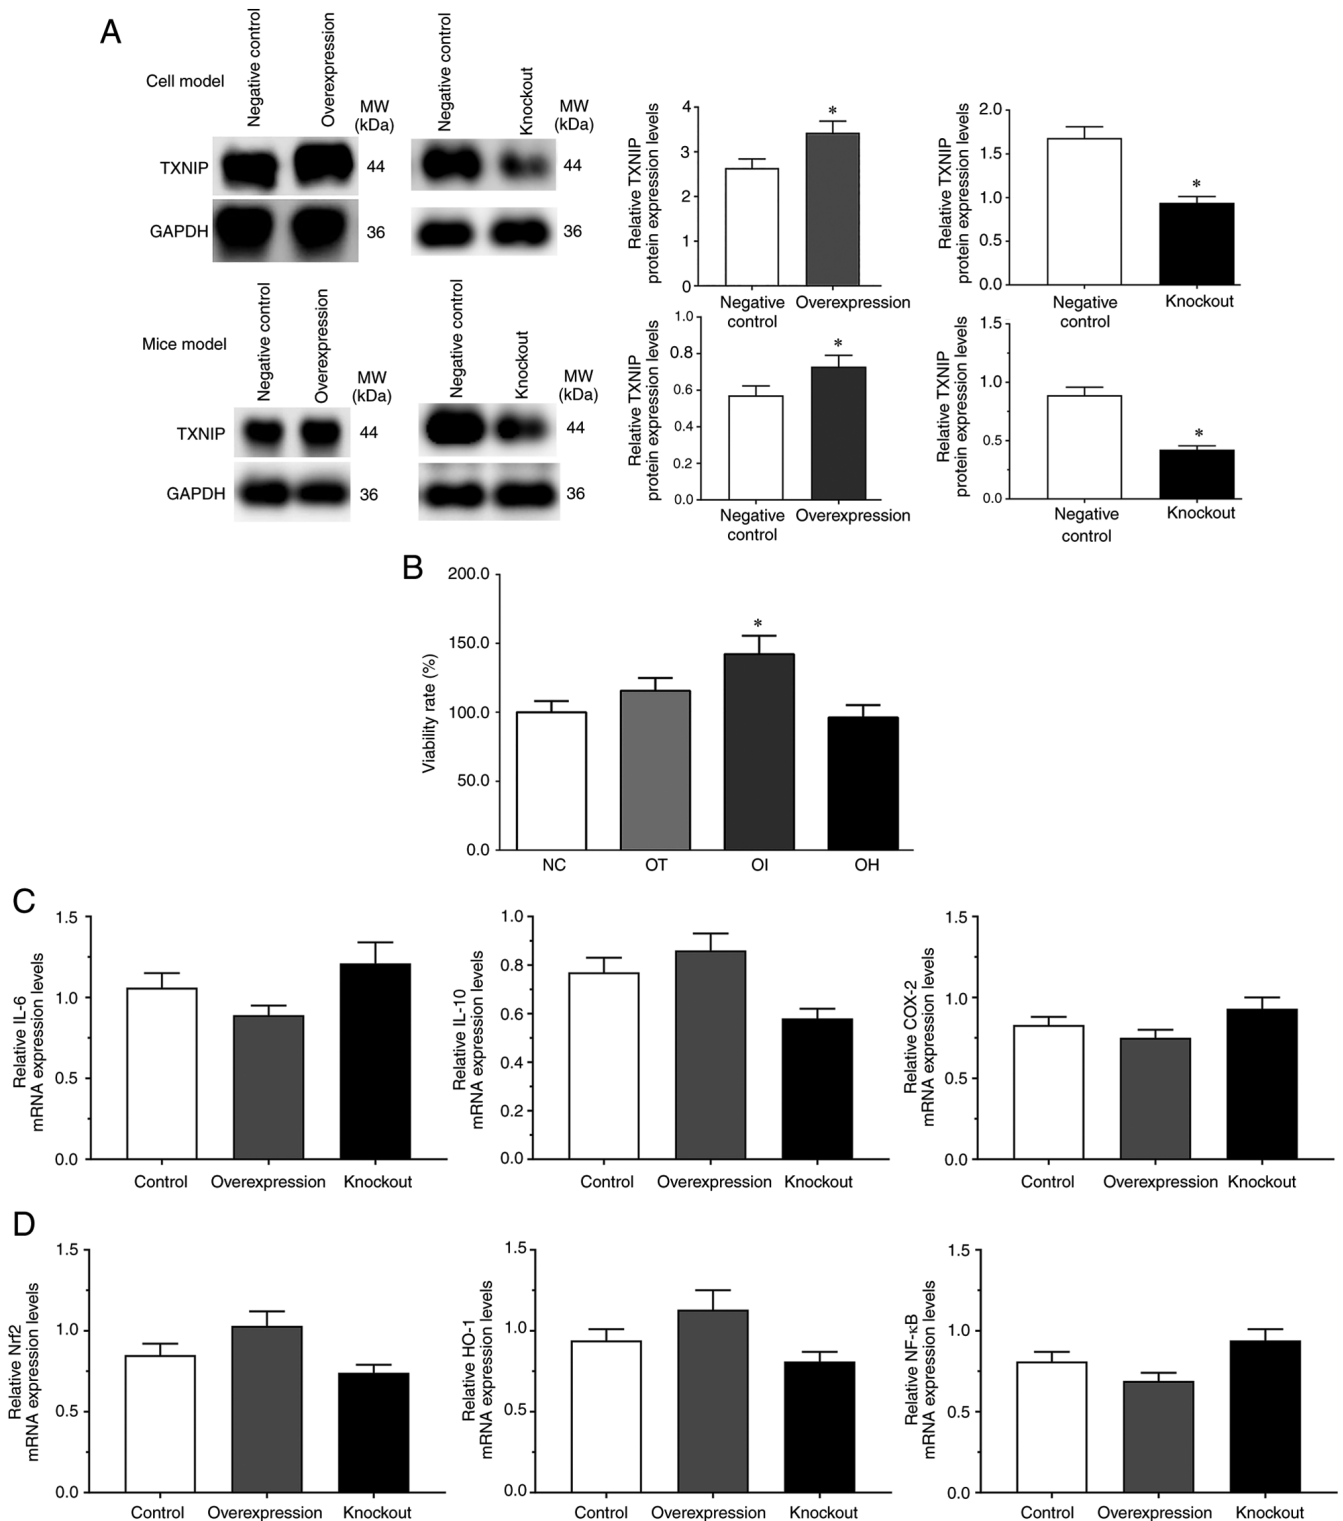 A
Cell model
Negative control
Overexpression
MW
(kDa)
Negative control
Knockout
MW
(kDa)
TXNIP
44
44
GAPDH
36
36
Relative TXNIP
protein expression levels
4
3
2
1
0
*
Negative
control
Overexpression
Relative TXNIP
protein expression levels
2.0
1.5
1.0
0.5
0.0
*
Negative
control
Knockout
Mice model
Negative control
Overexpression
MW
(kDa)
Negative control
Knockout
MW
(kDa)
TXNIP
44
44
GAPDH
36
36
Relative TXNIP
protein expression levels
1.0
0.8
0.6
0.4
0.2
0.0
*
Negative
control
Overexpression
Relative TXNIP
protein expression levels
1.5
1.0
0.5
0.0
*
Negative
control
Knockout
B
Viability rate (%)
200.0
150.0
100.0
50.0
0.0
*
NC
OT
OI
OH
C
Relative IL-6
mRNA expression levels
1.5
1.0
0.5
0.0
Control
Overexpression
Knockout
Relative IL-10
mRNA expression levels
1.0
0.8
0.6
0.4
0.2
0.0
Control
Overexpression
Knockout
Relative COX-2
mRNA expression levels
1.5
1.0
0.5
0.0
Control
Overexpression
Knockout
D
Relative Nrf2
mRNA expression levels
1.5
1.0
0.5
0.0
Control
Overexpression
Knockout
Relative HO-1
mRNA expression levels
1.5
1.0
0.5
0.0
Control
Overexpression
Knockout
Relative NF-κB
mRNA expression levels
1.5
1.0
0.5
0.0
Control
Overexpression
Knockout